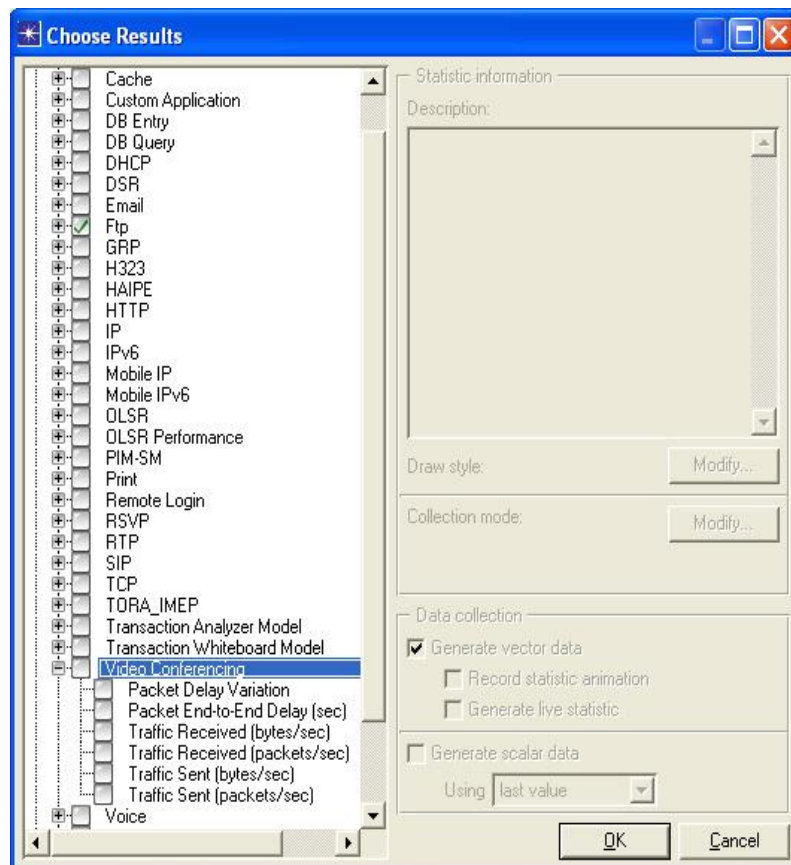 Choose Results
Cache
Custom Application
DB Entry
DB Query
DHCP
DSR
Email
Ftp
GRP
H323
HAIPE
HTTP
IP
IPv6
Mobile IP
Mobile IPv6
OLSR
OLSR Performance
PIM-SM
Print
Remote Login
RSVP
RTP
SIP
TCP
TORA_IMEP
Transaction Analyzer Model
Transaction Whiteboard Model
Video Conferencing
Packet Delay Variation
Packet End-to-End Delay (sec)
Traffic Received (bytes/sec)
Traffic Received (packets/sec)
Traffic Sent (bytes/sec)
Traffic Sent (packets/sec)
Voice
Statistic information
Description:
Draw style:
Modify...
Collection mode:
Modify...
Data collection
Generate vector data
Record statistic animation
Generate live statistic
Generate scalar data
Using last value
OK
Cancel